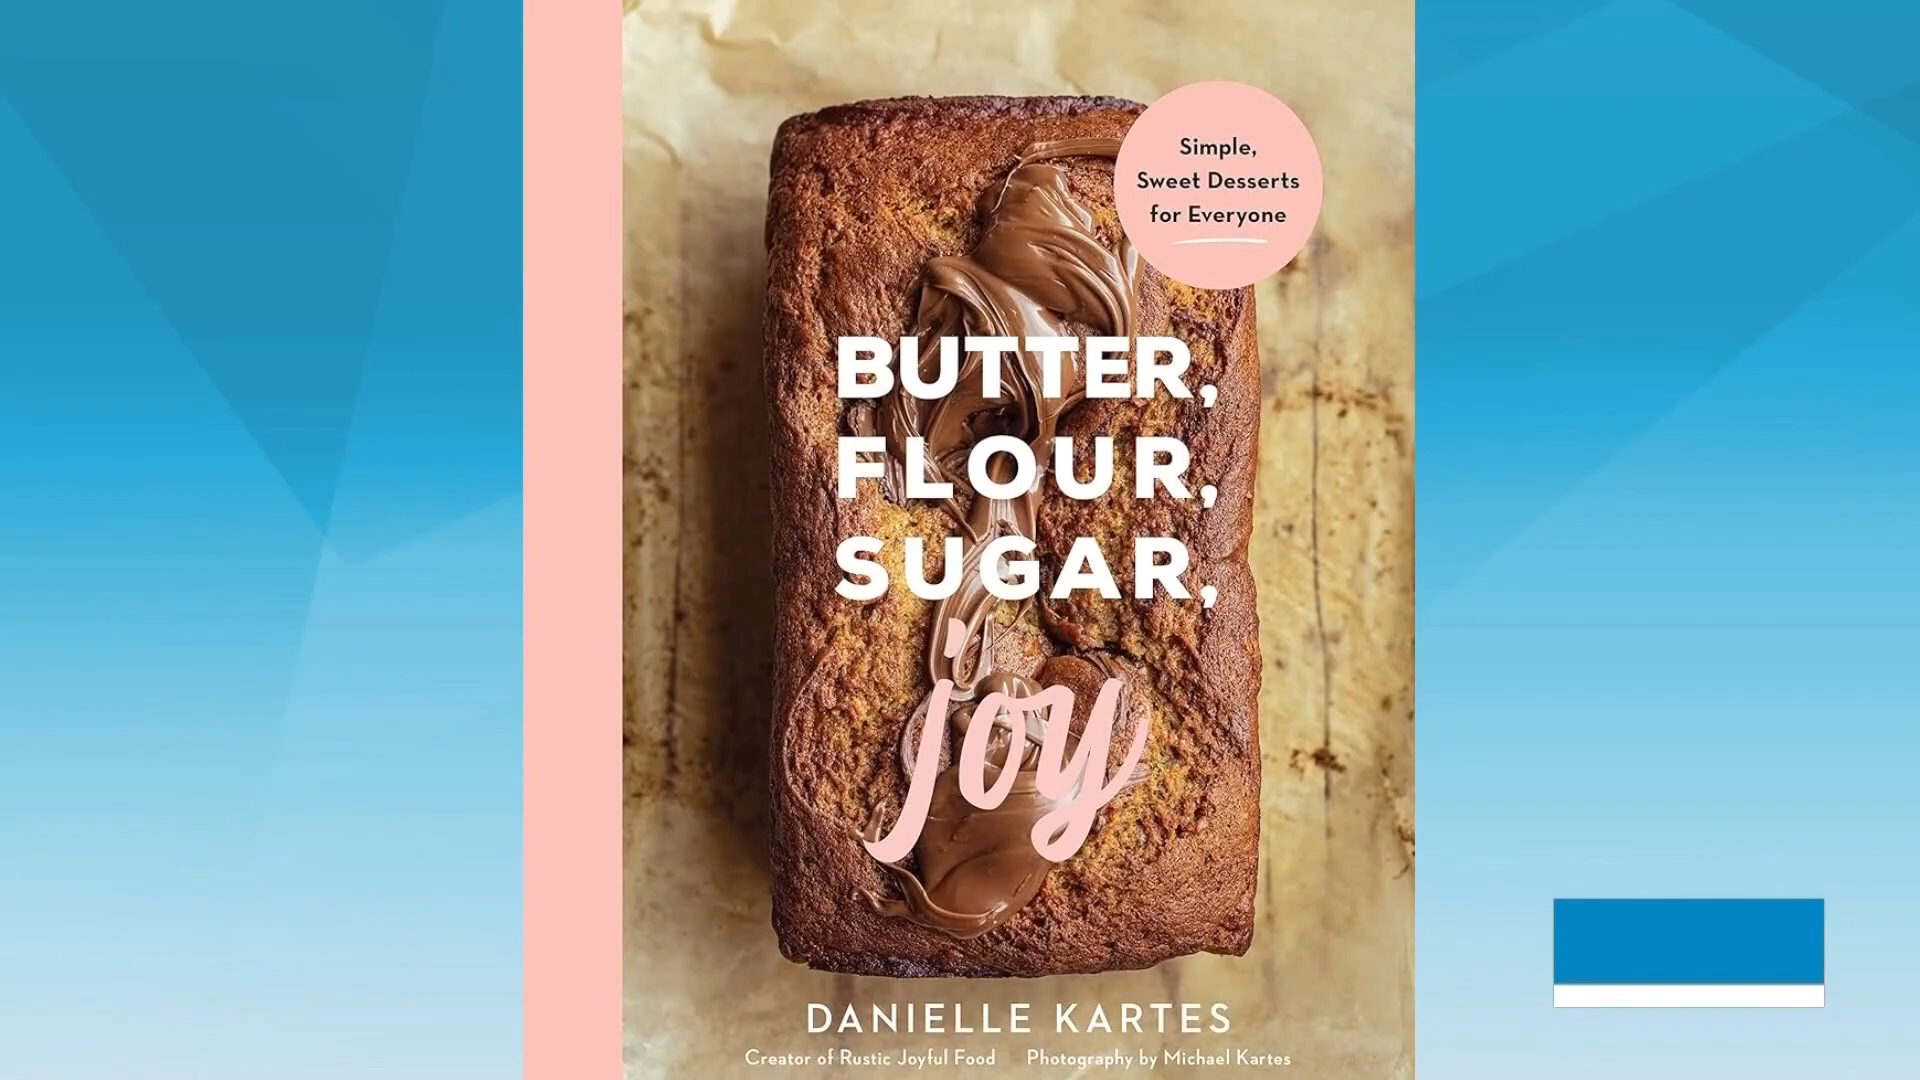 Simple,
Sweet Desserts
for Everyone
BUTTER,
FLOUR,
SUGAR,
joy
DANIELLE KARTES
Creator of Rustic Joyful Food Photography by Michael Kartes